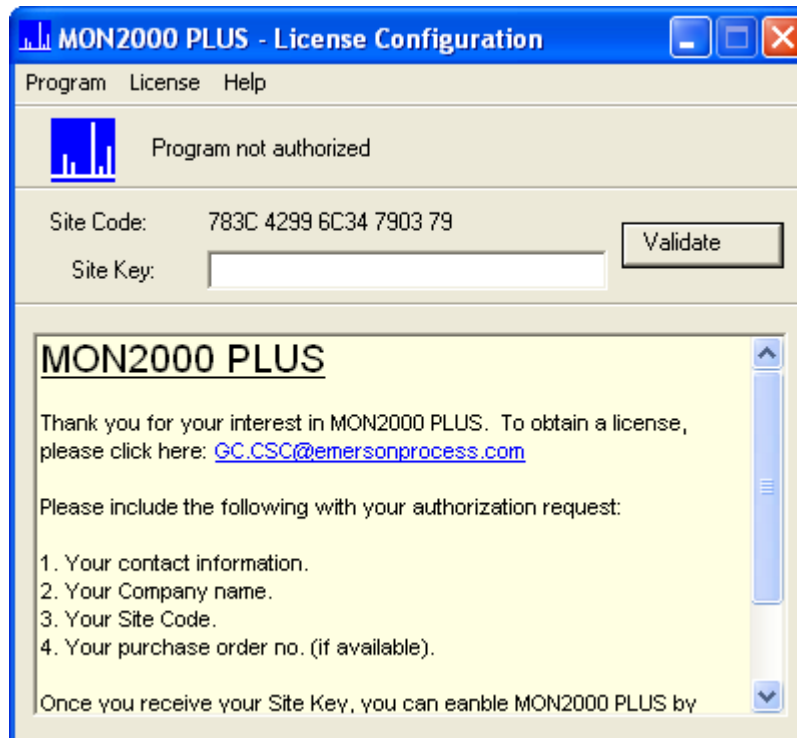 MON2000 PLUS - License Configuration
Program License Help
Program not authorized
Site Code: 783C 4299 6C34 7903 79
Validate
Site Key:
MON2000 PLUS
Thank you for your interest in MON2000 PLUS. To obtain a license,
please click here: GC.CSC@emersonprocess.com
Please include the following with your authorization request:
1. Your contact information.
2. Your Company name.
3. Your Site Code.
4. Your purchase order no. (if available).
Once you receive your Site Key, you can eanble MON2000 PLUS by